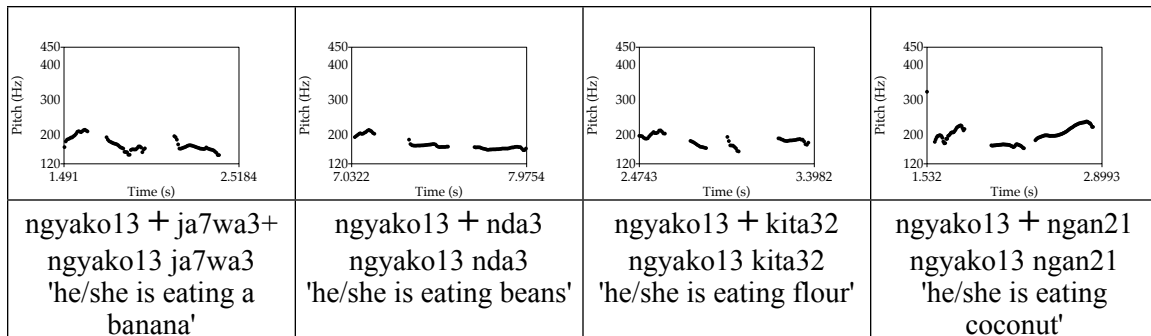 Pitch (Hz)
450
400
300
200
120
1.491
2.5184
Time (s)
Pitch (Hz)
450
400
300
200
120
7.0322
7.9754
Time (s)
Pitch (Hz)
450
400
300
200
120
2.4743
3.3982
Time (s)
Pitch (Hz)
450
400
300
200
120
1.532
2.8993
Time (s)
ngyako13 + ja7wa3+
ngyako13 ja7wa3
'he/she is eating a
banana'
ngyako13 + nda3
ngyako13 nda3
'he/she is eating beans'
ngyako13 + kita32
ngyako13 kita32
'he/she is eating flour'
ngyako13 + ngan21
ngyako13 ngan21
'he/she is eating
coconut'